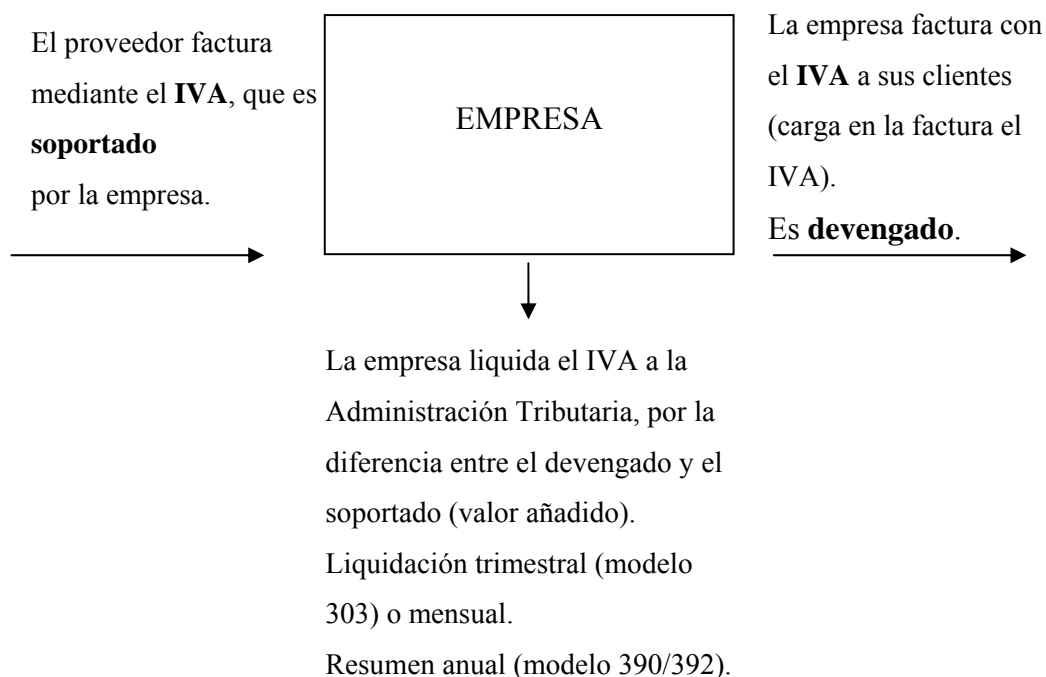 El proveedor factura
mediante el IVA, que es
soportado
por la empresa.
EMPRESA
La empresa factura con
el IVA a sus clientes
(carga en la factura el
IVA).
Es devengado.
La empresa liquida el IVA a la
Administración Tributaria, por la
diferencia entre el devengado y el
soportado (valor añadido).
Liquidación trimestral (modelo
303) o mensual.
Resumen anual (modelo 390/392).